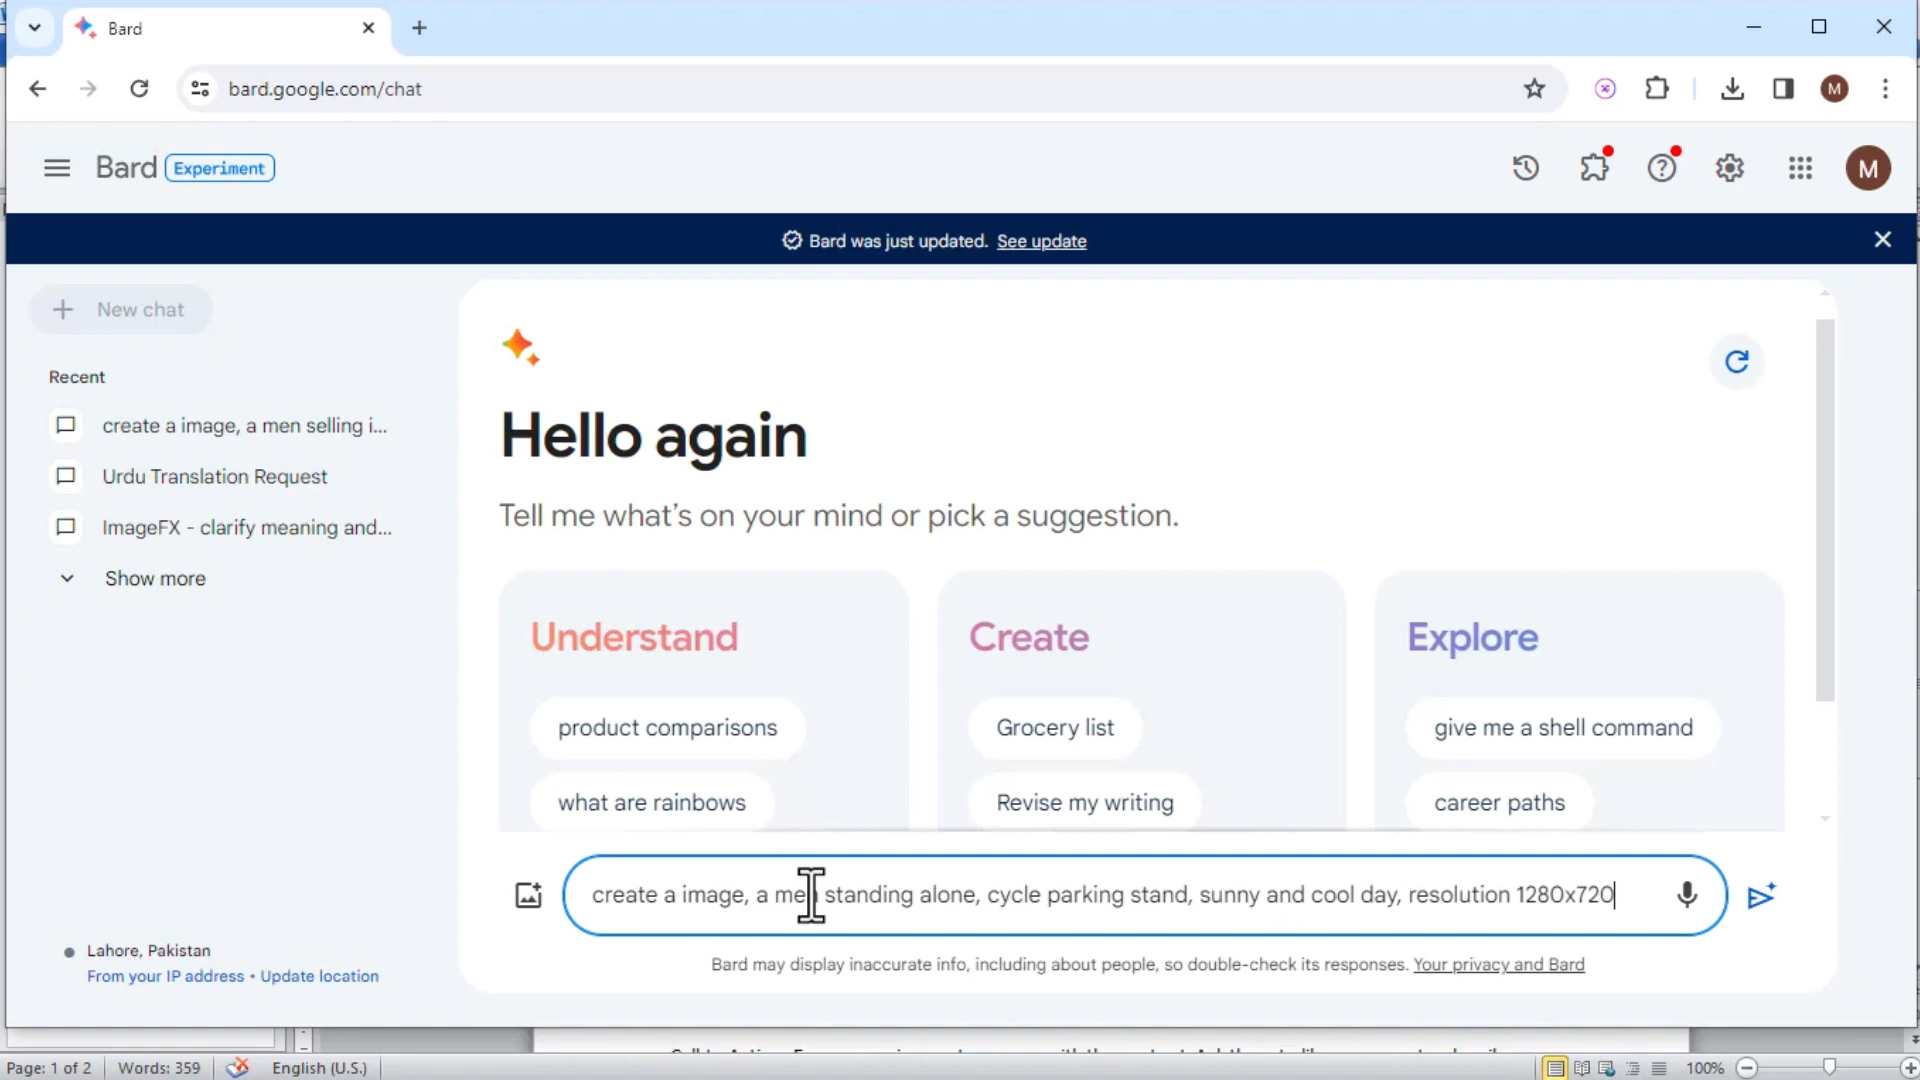 Bard
bard.google.com/chat
M
Bard Experiment
M
Bard was just updated. See update
New chat
Recent
create a image, a men selling i...
Urdu Translation Request
ImageFX - clarify meaning and...
Show more
Hello again
Tell me what's on your mind or pick a suggestion.
Understand
product comparisons
what are rainbows
Create
Grocery list
Revise my writing
Explore
give me a shell command
career paths
create a image, a men standing alone, cycle parking stand, sunny and cool day, resolution 1280x720
Bard may display inaccurate info, including about people, so double-check its responses. Your privacy and Bard
Lahore, Pakistan
From your IP address • Update location
Page: 1 of 2 Words: 359 English (U.S.) 100%